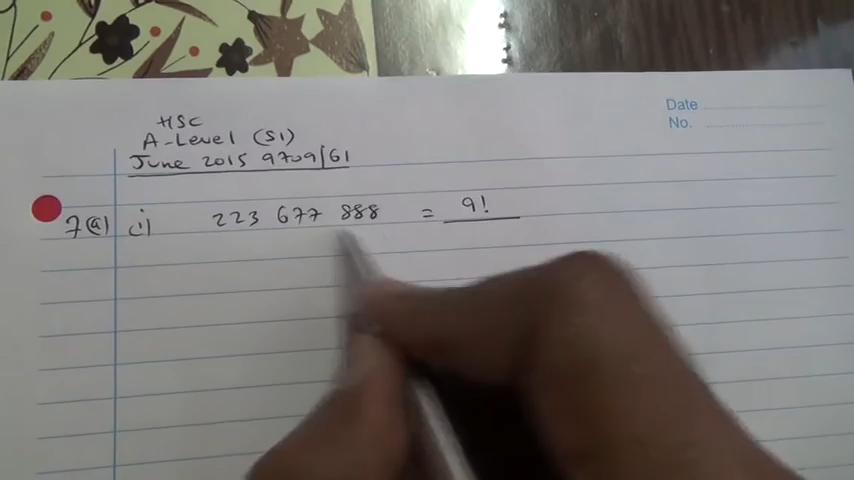 Date
No.
HSC
A-Level (S1)
June 2015 9709/61
7(a) (i) 223 677 888 = 9!